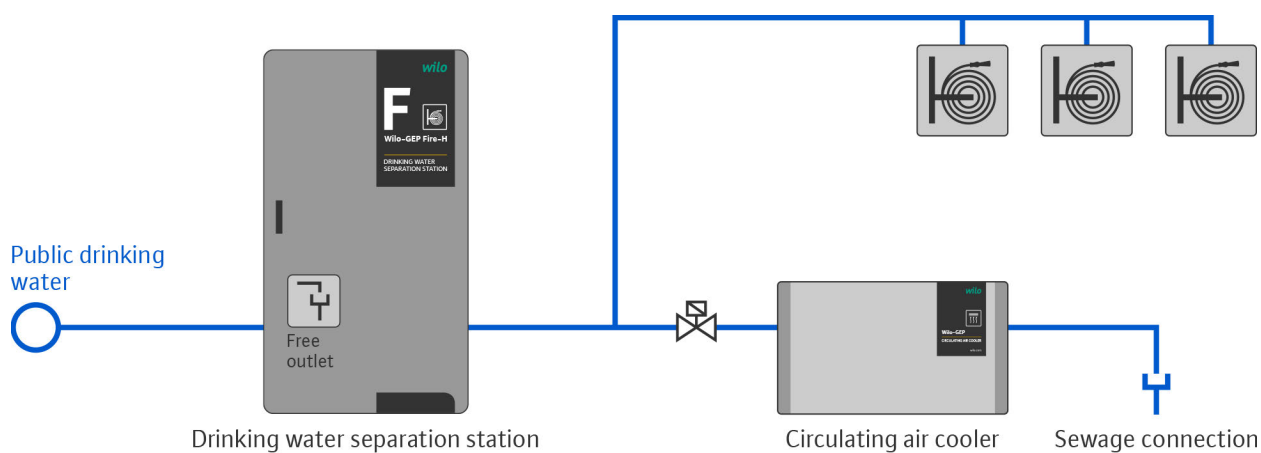 wilo
F
Wilo-GEP Fire-H
DRINKING WATER
SEPARATION STATION
Public drinking
water
Free
outlet
wilo
Wilo-GEP
CIRCULATING AIR COOLER
Drinking water separation station
Circulating air cooler
Sewage connection